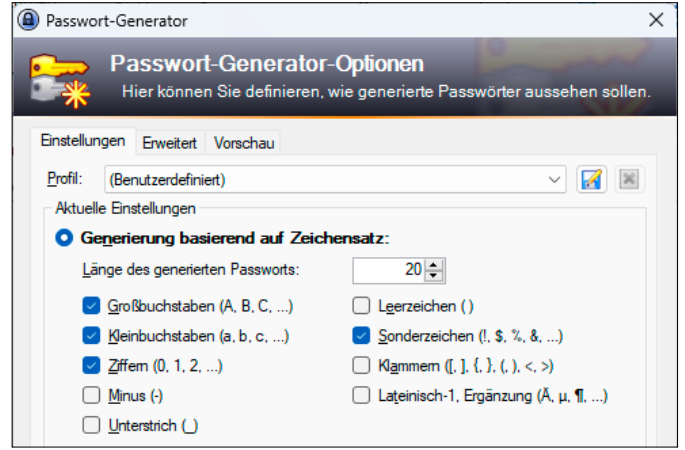 Passwort-Generator
Passwort-Generator-Optionen
Hier können Sie definieren, wie generierte Passwörter aussehen sollen.
Einstellungen Erweitert Vorschau
Profil: (Benutzerdefiniert)
Aktuelle Einstellungen
Generierung basierend auf Zeichensatz:
Länge des generierten Passworts: 20
Großbuchstaben (A, B, C, ...) Leerzeichen ( )
Kleinbuchstaben (a, b, c, ...) Sonderzeichen (!, $, %, &, ...)
Ziffern (0, 1, 2, ...) Klammern ([, ], {, }, (, ), <, >)
Minus (-) Lateinisch-1, Ergänzung (Ä, µ, ¶, ...)
Unterstrich (_)